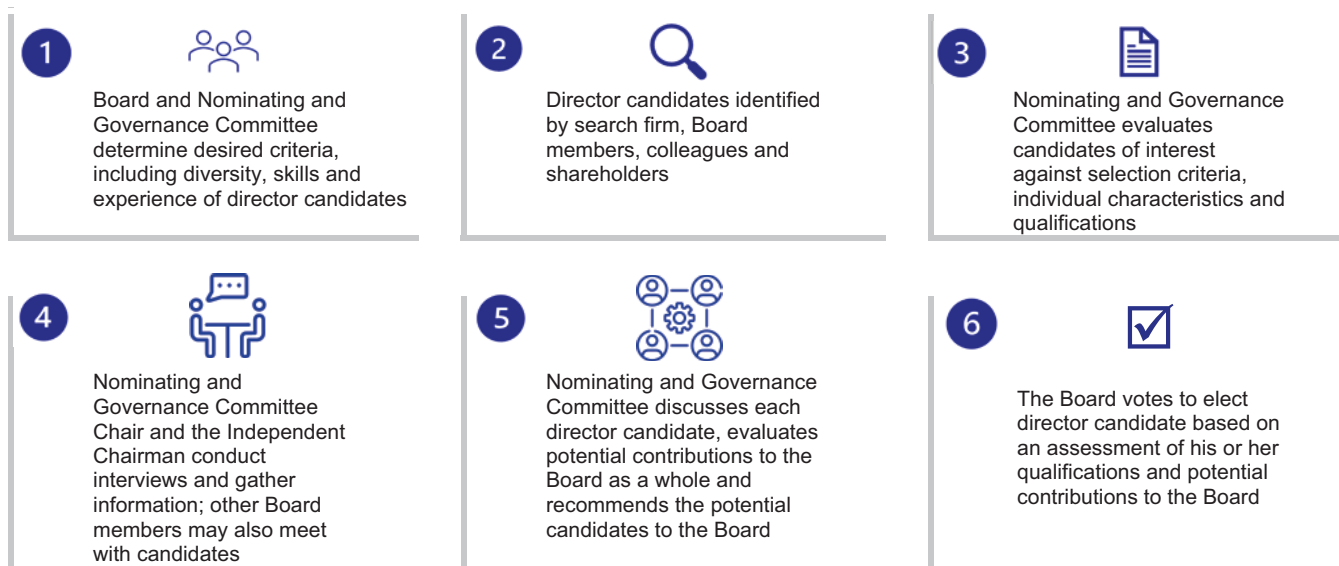 1
Board and Nominating and
Governance Committee
determine desired criteria,
including diversity, skills and
experience of director candidates
2
Director candidates identified
by search firm, Board
members, colleagues and
shareholders
3
Nominating and Governance
Committee evaluates
candidates of interest
against selection criteria,
individual characteristics and
qualifications
4
Nominating and
Governance Committee
Chair and the Independent
Chairman conduct
interviews and gather
information; other Board
members may also meet
with candidates
5
Nominating and Governance
Committee discusses each
director candidate, evaluates
potential contributions to the
Board as a whole and
recommends the potential
candidates to the Board
6
The Board votes to elect
director candidate based on
an assessment of his or her
qualifications and potential
contributions to the Board